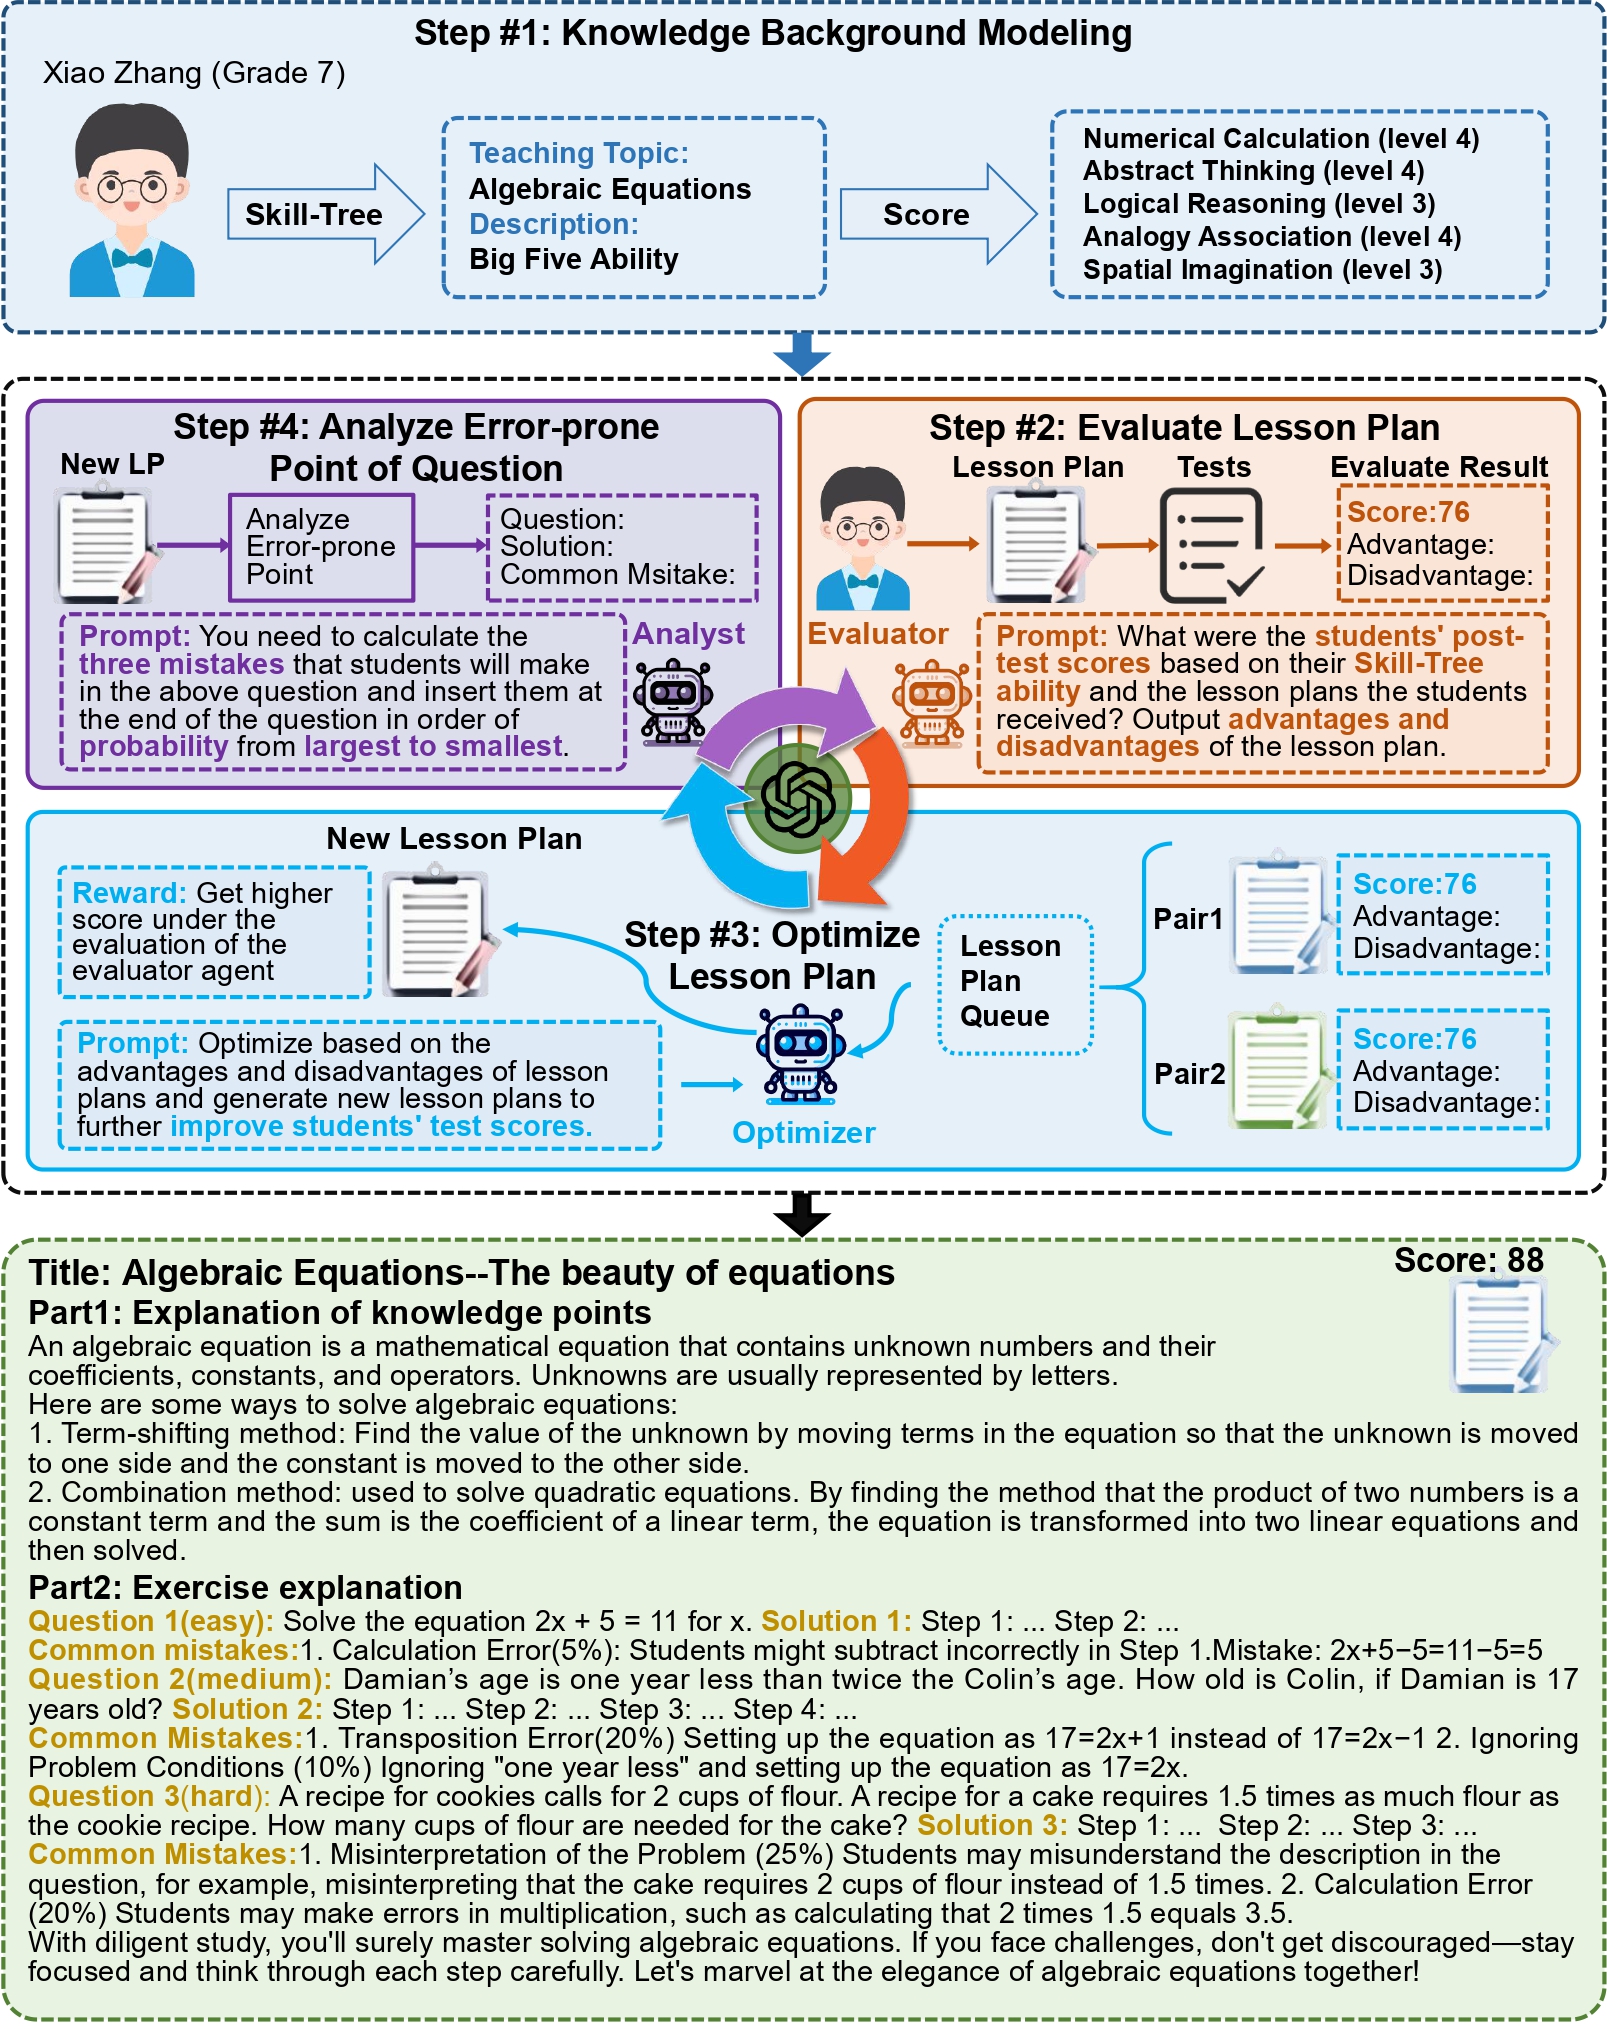 Step #1: Knowledge Background Modeling
Xiao Zhang (Grade 7)
Skill-Tree
Teaching Topic:
Algebraic Equations
Description:
Big Five Ability
Score
Numerical Calculation (level 4)
Abstract Thinking (level 4)
Logical Reasoning (level 3)
Analogy Association (level 4)
Spatial Imagination (level 3)
Step #4: Analyze Error-prone
Point of Question
New LP
Analyze
Error-prone
Point
Question:
Solution:
Common Msitake:
Prompt: You need to calculate the
three mistakes that students will make
in the above question and insert them at
the end of the question in order of
probability from largest to smallest.
Analyst
Step #2: Evaluate Lesson Plan
Lesson Plan
Tests
Evaluate Result
Score:76
Advantage:
Disadvantage:
Evaluator
Prompt: What were the students' post-
test scores based on their Skill-Tree
ability and the lesson plans the students
received? Output advantages and
disadvantages of the lesson plan.
New Lesson Plan
Reward: Get higher
score under the
evaluation of the
evaluator agent
Step #3: Optimize
Lesson Plan
Prompt: Optimize based on the
advantages and disadvantages of lesson
plans and generate new lesson plans to
further improve students' test scores.
Optimizer
Lesson
Plan
Queue
Pair1
Score:76
Advantage:
Disadvantage:
Pair2
Score:76
Advantage:
Disadvantage:
Score: 88
Title: Algebraic Equations--The beauty of equations
Part1: Explanation of knowledge points
An algebraic equation is a mathematical equation that contains unknown numbers and their
coefficients, constants, and operators. Unknowns are usually represented by letters.
Here are some ways to solve algebraic equations:
1. Term-shifting method: Find the value of the unknown by moving terms in the equation so that the unknown is moved
to one side and the constant is moved to the other side.
2. Combination method: used to solve quadratic equations. By finding the method that the product of two numbers is a
constant term and the sum is the coefficient of a linear term, the equation is transformed into two linear equations and
then solved.
Part2: Exercise explanation
Question 1(easy): Solve the equation 2x + 5 = 11 for x. Solution 1: Step 1: ... Step 2: ...
Common mistakes:1. Calculation Error(5%): Students might subtract incorrectly in Step 1.Mistake: 2x+5−5=11−5=5
Question 2(medium): Damian’s age is one year less than twice the Colin’s age. How old is Colin, if Damian is 17
years old? Solution 2: Step 1: ... Step 2: ... Step 3: ... Step 4: ...
Common Mistakes:1. Transposition Error(20%) Setting up the equation as 17=2x+1 instead of 17=2x−1 2. Ignoring
Problem Conditions (10%) Ignoring "one year less" and setting up the equation as 17=2x.
Question 3(hard): A recipe for cookies calls for 2 cups of flour. A recipe for a cake requires 1.5 times as much flour as
the cookie recipe. How many cups of flour are needed for the cake? Solution 3: Step 1: ... Step 2: ... Step 3: ...
Common Mistakes:1. Misinterpretation of the Problem (25%) Students may misunderstand the description in the
question, for example, misinterpreting that the cake requires 2 cups of flour instead of 1.5 times. 2. Calculation Error
(20%) Students may make errors in multiplication, such as calculating that 2 times 1.5 equals 3.5.
With diligent study, you'll surely master solving algebraic equations. If you face challenges, don't get discouraged—stay
focused and think through each step carefully. Let's marvel at the elegance of algebraic equations together!